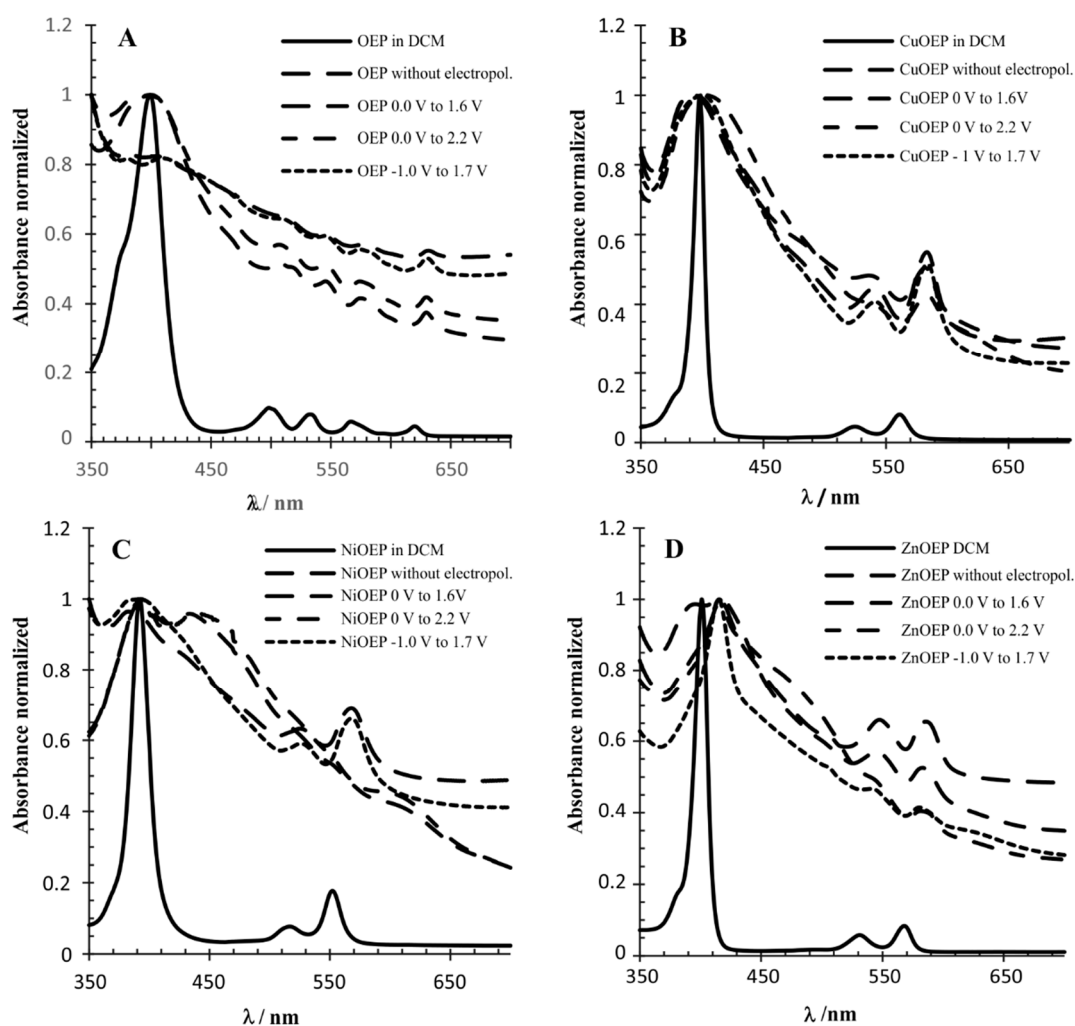 A
Absorbance normalized
1.2
1
0.8
0.6
0.4
0.2
0
OEP in DCM
OEP without electropol.
OEP 0.0 V to 1.6 V
OEP 0.0 V to 2.2 V
OEP -1.0 V to 1.7 V
350 450 550 650
λ / nm
B
Absorbance normalized
1.2
1
0.8
0.6
0.4
0.2
0
CuOEP in DCM
CuOEP without electropol.
CuOEP 0 V to 1.6V
CuOEP 0 V to 2.2 V
CuOEP - 1 V to 1.7 V
350 450 550 650
λ / nm
C
Absorbance normalized
1.2
1
0.8
0.6
0.4
0.2
0
NiOEP in DCM
NiOEP without electropol.
NiOEP 0 V to 1.6V
NiOEP 0 V to 2.2 V
NiOEP -1.0 V to 1.7 V
350 450 550 650
λ / nm
D
Absorbance normalized
1.2
1
0.8
0.6
0.4
0.2
0
ZnOEP DCM
ZnOEP without electropol.
ZnOEP 0.0 V to 1.6 V
ZnOEP 0.0 V to 2.2 V
ZnOEP -1.0 V to 1.7 V
350 450 550 650
λ /nm